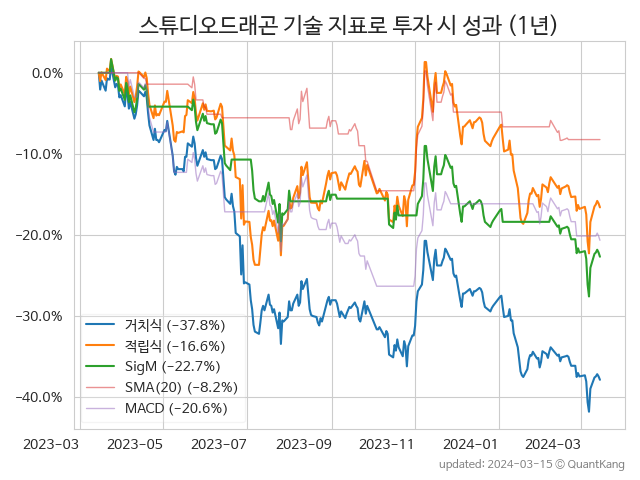 스튜디오드래곤 기술 지표로 투자 시 성과 (1년)
0.0%
−10.0%
−20.0%
−30.0%
−40.0%
거치식 (−37.8%)
적립식 (−16.6%)
SigM (−22.7%)
SMA(20) (−8.2%)
MACD (−20.6%)
2023−03 2023−05 2023−07 2023−09 2023−11 2024−01 2024−03
updated: 2024−03−15 © QuantKang